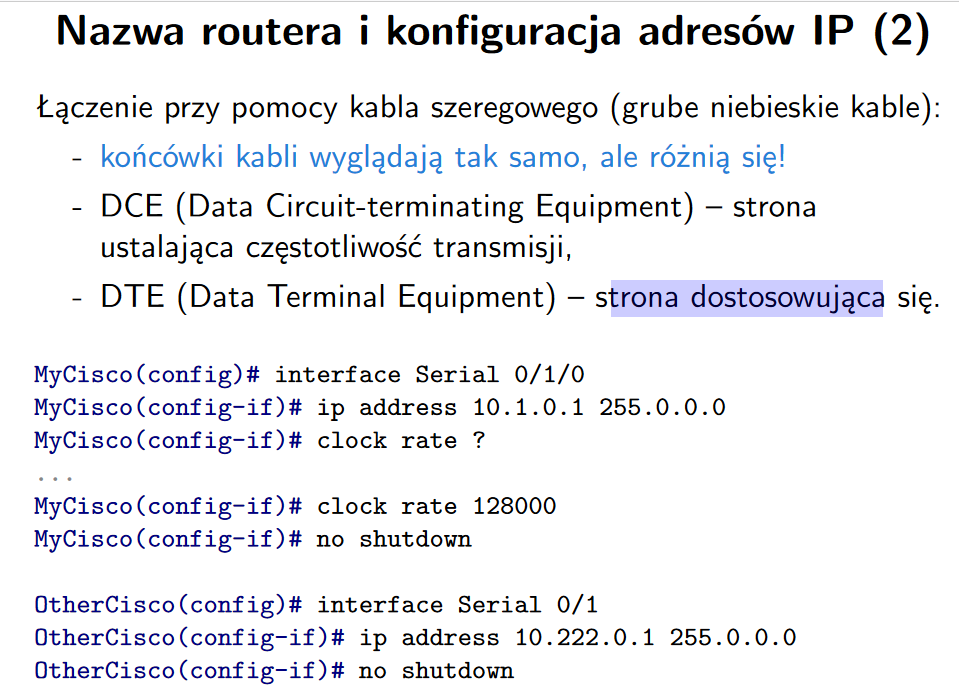 Nazwa routera i konfiguracja adresów IP (2)
Łączenie przy pomocy kabla szeregowego (grube niebieskie kable):
- końcówki kabli wyglądają tak samo, ale różnią się!
- DCE (Data Circuit-terminating Equipment) – strona
ustalająca częstotliwość transmisji,
- DTE (Data Terminal Equipment) – strona dostosowująca się.
MyCisco(config)# interface Serial 0/1/0
MyCisco(config-if)# ip address 10.1.0.1 255.0.0.0
MyCisco(config-if)# clock rate ?
...
MyCisco(config-if)# clock rate 128000
MyCisco(config-if)# no shutdown
OtherCisco(config)# interface Serial 0/1
OtherCisco(config-if)# ip address 10.222.0.1 255.0.0.0
OtherCisco(config-if)# no shutdown